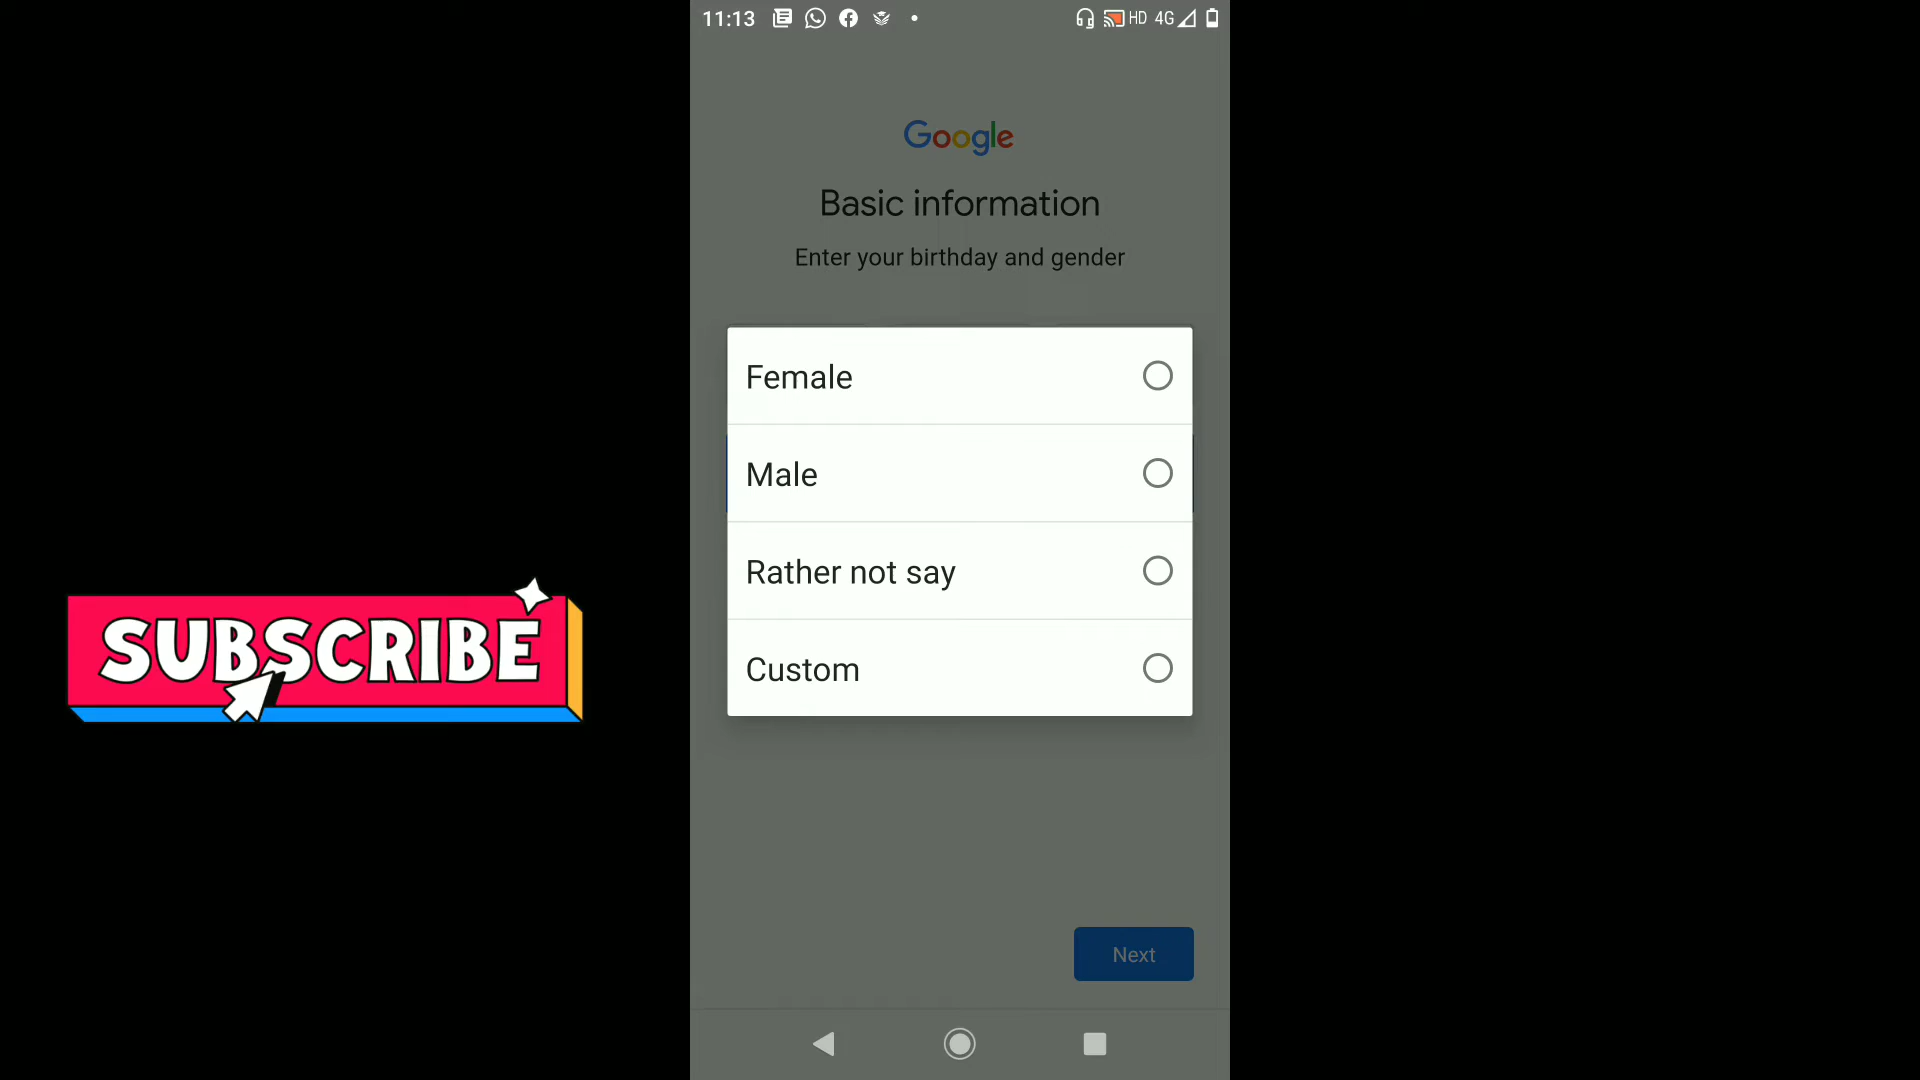 11:13
HD 4G
Google
Basic information
Enter your birthday and gender
Female
Male
Rather not say
Custom
SUBSCRIBE
Next